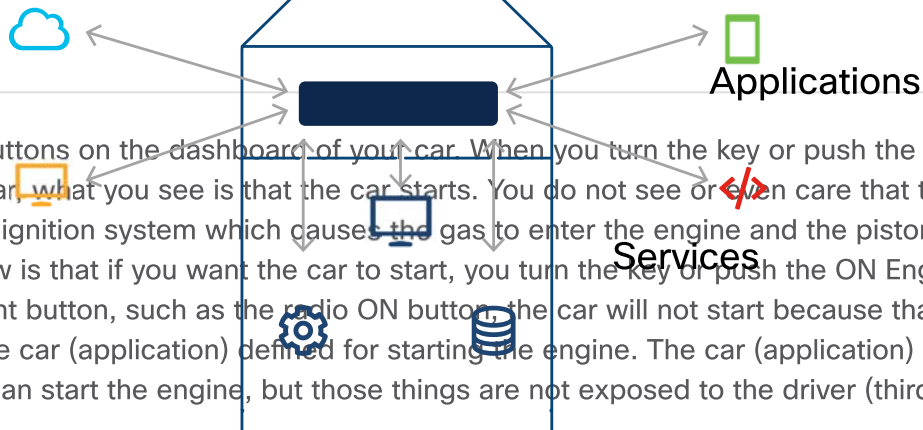 Applications
uttons on the dashboard of your car. When you turn the key or push the
ar, what you see is that the car starts. You do not see or even care that t
ignition system which causes the gas to enter the engine and the piston
Services
w is that if you want the car to start, you turn the key or push the ON Eng
nt button, such as the radio ON button, the car will not start because tha
e car (application) defined for starting the engine. The car (application)
an start the engine, but those things are not exposed to the driver (third